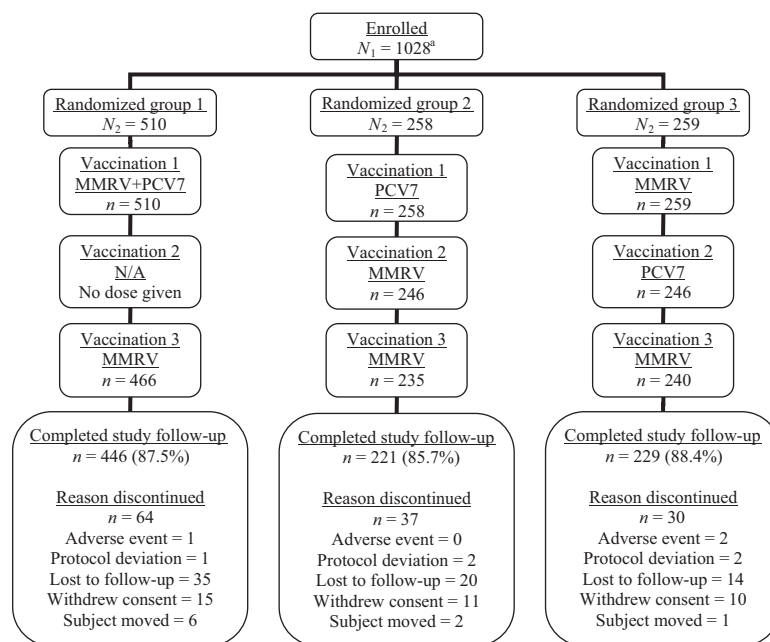 Enrolled
N1 = 1028a
Randomized group 1
N2 = 510
Vaccination 1
MMRV+PCV7
n = 510
Vaccination 2
N/A
No dose given
Vaccination 3
MMRV
n = 466
Completed study follow-up
n = 446 (87.5%)
Reason discontinued
n = 64
Adverse event = 1
Protocol deviation = 1
Lost to follow-up = 35
Withdrew consent = 15
Subject moved = 6
Randomized group 2
N2 = 258
Vaccination 1
PCV7
n = 258
Vaccination 2
MMRV
n = 246
Vaccination 3
MMRV
n = 235
Completed study follow-up
n = 221 (85.7%)
Reason discontinued
n = 37
Adverse event = 0
Protocol deviation = 2
Lost to follow-up = 20
Withdrew consent = 11
Subject moved = 2
Randomized group 3
N2 = 259
Vaccination 1
MMRV
n = 259
Vaccination 2
PCV7
n = 246
Vaccination 3
MMRV
n = 240
Completed study follow-up
n = 229 (88.4%)
Reason discontinued
n = 30
Adverse event = 2
Protocol deviation = 2
Lost to follow-up = 14
Withdrew consent = 10
Subject moved = 1